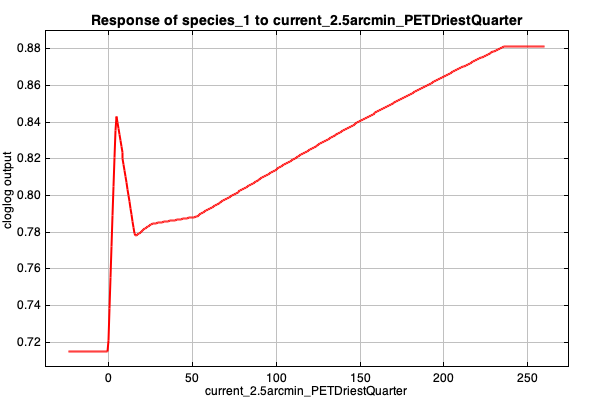 Response of species_1 to current_2.5arcmin_PETDriestQuarter
0.88
0.86
0.84
0.82
0.80
0.78
0.76
0.74
0.72
cloglog output
0 50 100 150 200 250
current_2.5arcmin_PETDriestQuarter